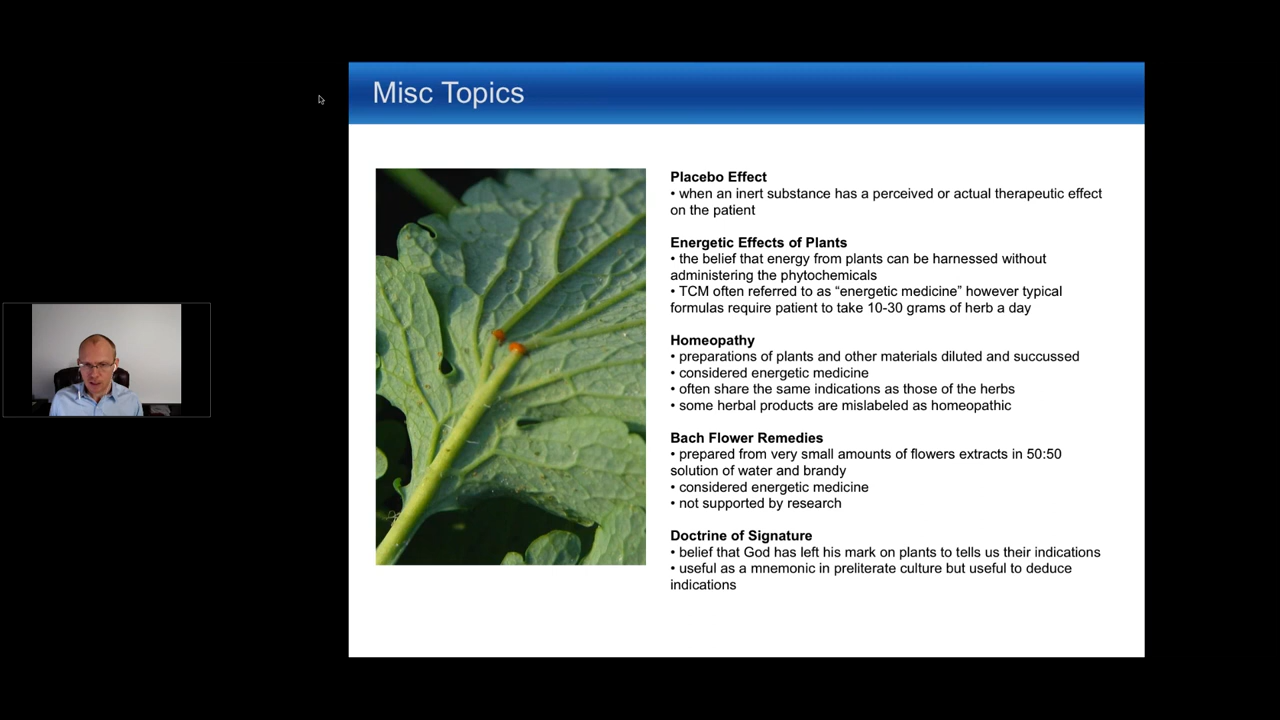 Misc Topics
Placebo Effect
• when an inert substance has a perceived or actual therapeutic effect
on the patient
Energetic Effects of Plants
• the belief that energy from plants can be harnessed without
administering the phytochemicals
• TCM often referred to as “energetic medicine” however typical
formulas require patient to take 10-30 grams of herb a day
Homeopathy
• preparations of plants and other materials diluted and succussed
• considered energetic medicine
• often share the same indications as those of the herbs
• some herbal products are mislabeled as homeopathic
Bach Flower Remedies
• prepared from very small amounts of flowers extracts in 50:50
solution of water and brandy
• considered energetic medicine
• not supported by research
Doctrine of Signature
• belief that God has left his mark on plants to tells us their indications
• useful as a mnemonic in preliterate culture but useful to deduce
indications